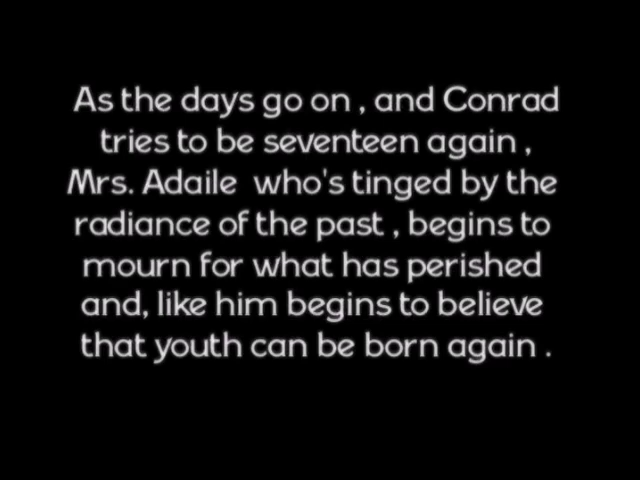 As the days go on , and Conrad
tries to be seventeen again ,
Mrs. Adaile who's tinged by the
radiance of the past , begins to
mourn for what has perished
and, like him begins to believe
that youth can be born again .